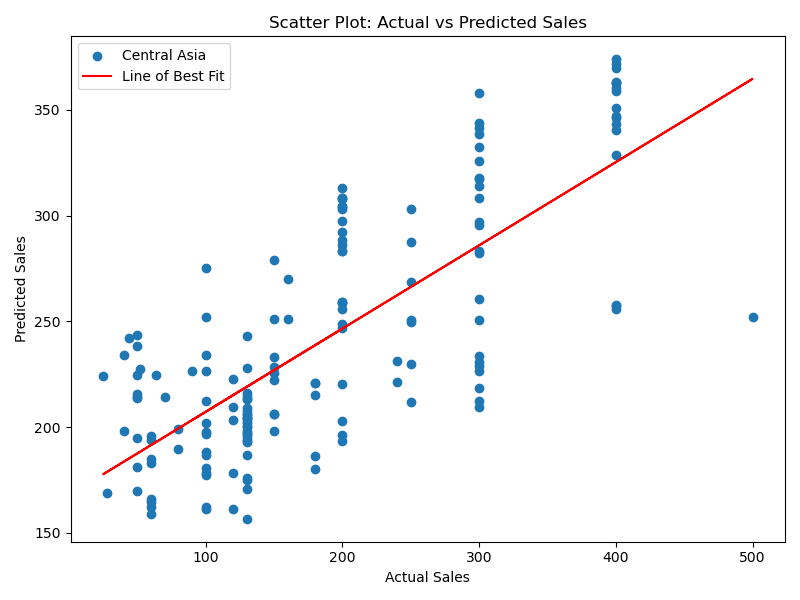 Scatter Plot: Actual vs Predicted Sales
Central Asia
Line of Best Fit
Predicted Sales
350
300
250
200
150
100
200
300
400
500
Actual Sales